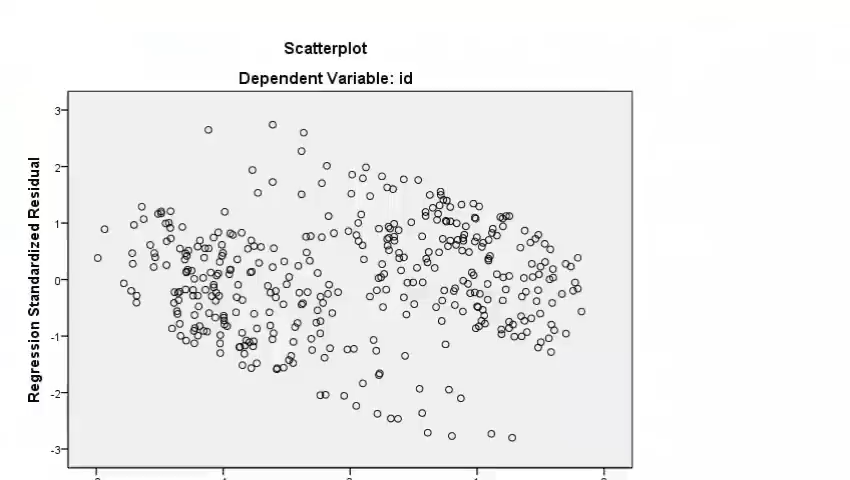 Scatterplot
Dependent Variable: id
Regression Standardized Residual
3
2
1
0
-1
-2
-3